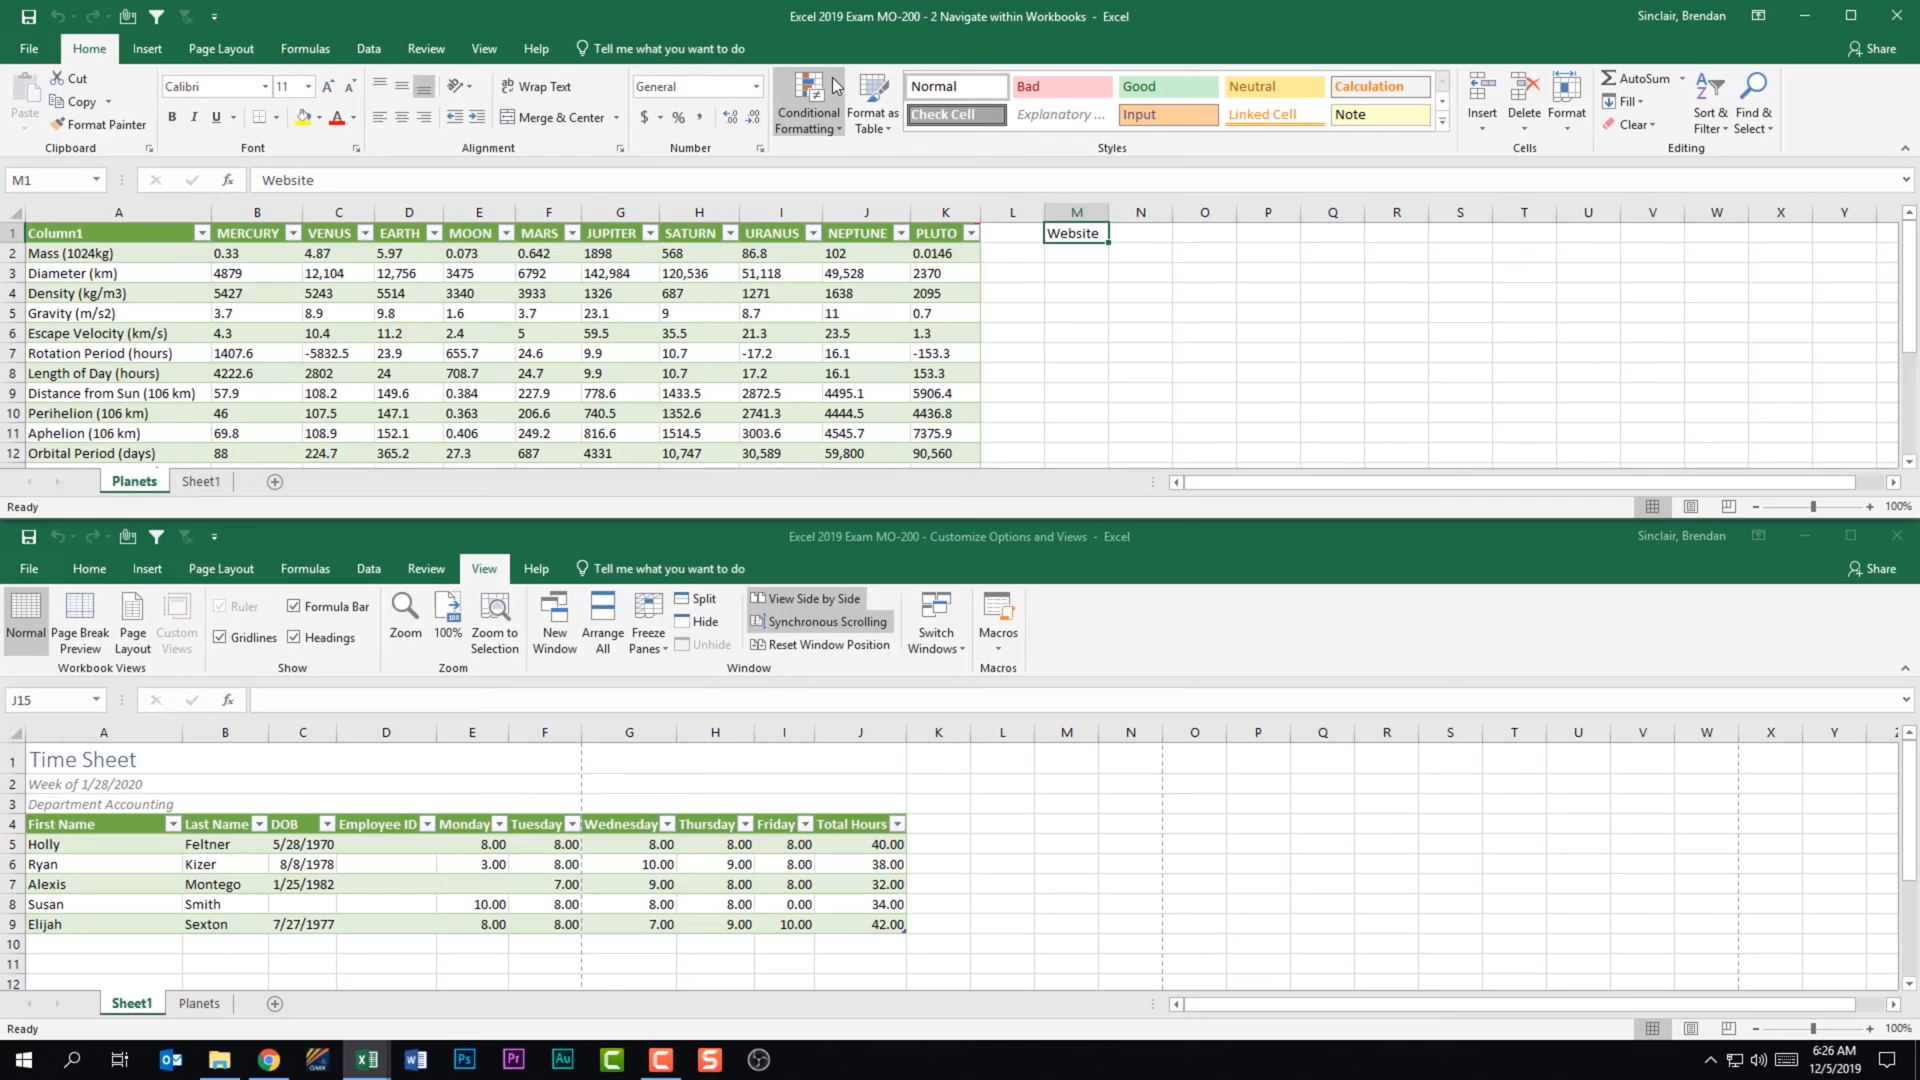 Excel 2019 Exam MO-200 - 2 Navigate within Workbooks - Excel
Sinclair, Brendan
File Home Insert Page Layout Formulas Data Review View Help Tell me what you want to do Share
Paste
Cut
Copy
Format Painter
Clipboard
Calibri 11
B I U
Font
Wrap Text
Merge & Center
Alignment
General
$ % ,
Number
Conditional Formatting
Format as Table
Normal Bad Good Neutral Calculation
Check Cell Explanatory ... Input Linked Cell Note
Styles
Insert Delete Format
Cells
AutoSum
Fill
Clear
Sort & Filter
Find & Select
Editing
M1 fx Website
A B C D E F G H I J K L M N O P Q R S T U V W X Y
1 Column1 MERCURY VENUS EARTH MOON MARS JUPITER SATURN URANUS NEPTUNE PLUTO Website
2 Mass (1024kg) 0.33 4.87 5.97 0.073 0.642 1898 568 86.8 102 0.0146
3 Diameter (km) 4879 12,104 12,756 3475 6792 142,984 120,536 51,118 49,528 2370
4 Density (kg/m3) 5427 5243 5514 3340 3933 1326 687 1271 1638 2095
5 Gravity (m/s2) 3.7 8.9 9.8 1.6 3.7 23.1 9 8.7 11 0.7
6 Escape Velocity (km/s) 4.3 10.4 11.2 2.4 5 59.5 35.5 21.3 23.5 1.3
7 Rotation Period (hours) 1407.6 -5832.5 23.9 655.7 24.6 9.9 10.7 -17.2 16.1 -153.3
8 Length of Day (hours) 4222.6 2802 24 708.7 24.7 9.9 10.7 17.2 16.1 153.3
9 Distance from Sun (106 km) 57.9 108.2 149.6 0.384 227.9 778.6 1433.5 2872.5 4495.1 5906.4
10 Perihelion (106 km) 46 107.5 147.1 0.363 206.6 740.5 1352.6 2741.3 4444.5 4436.8
11 Aphelion (106 km) 69.8 108.9 152.1 0.406 249.2 816.6 1514.5 3003.6 4545.7 7375.9
12 Orbital Period (days) 88 224.7 365.2 27.3 687 4331 10,747 30,589 59,800 90,560
Planets Sheet1
Ready 100%
Excel 2019 Exam MO-200 - Customize Options and Views - Excel
Sinclair, Brendan
File Home Insert Page Layout Formulas Data Review View Help Tell me what you want to do Share
Normal
Page Break Preview
Page Layout
Custom Views
Workbook Views
Ruler Formula Bar
Gridlines Headings
Show
Zoom
100%
Zoom to Selection
Zoom
New Window
Arrange All
Freeze Panes
Split
Hide
Unhide
View Side by Side
Synchronous Scrolling
Reset Window Position
Switch Windows
Window
Macros
Macros
J15 fx
A B C D E F G H I J K L M N O P Q R S T U V W X Y
1 Time Sheet
2 Week of 1/28/2020
3 Department Accounting
4 First Name Last Name DOB Employee ID Monday Tuesday Wednesday Thursday Friday Total Hours
5 Holly Feltner 5/28/1970 8.00 8.00 8.00 8.00 8.00 40.00
6 Ryan Kizer 8/8/1978 3.00 8.00 10.00 9.00 8.00 38.00
7 Alexis Montego 1/25/1982 7.00 9.00 8.00 8.00 32.00
8 Susan Smith 10.00 8.00 8.00 8.00 0.00 34.00
9 Elijah Sexton 7/27/1977 8.00 8.00 7.00 9.00 10.00 42.00
10
11
12
Sheet1 Planets
Ready 100%
GMX Ps Pr Au
6:26 AM
12/5/2019